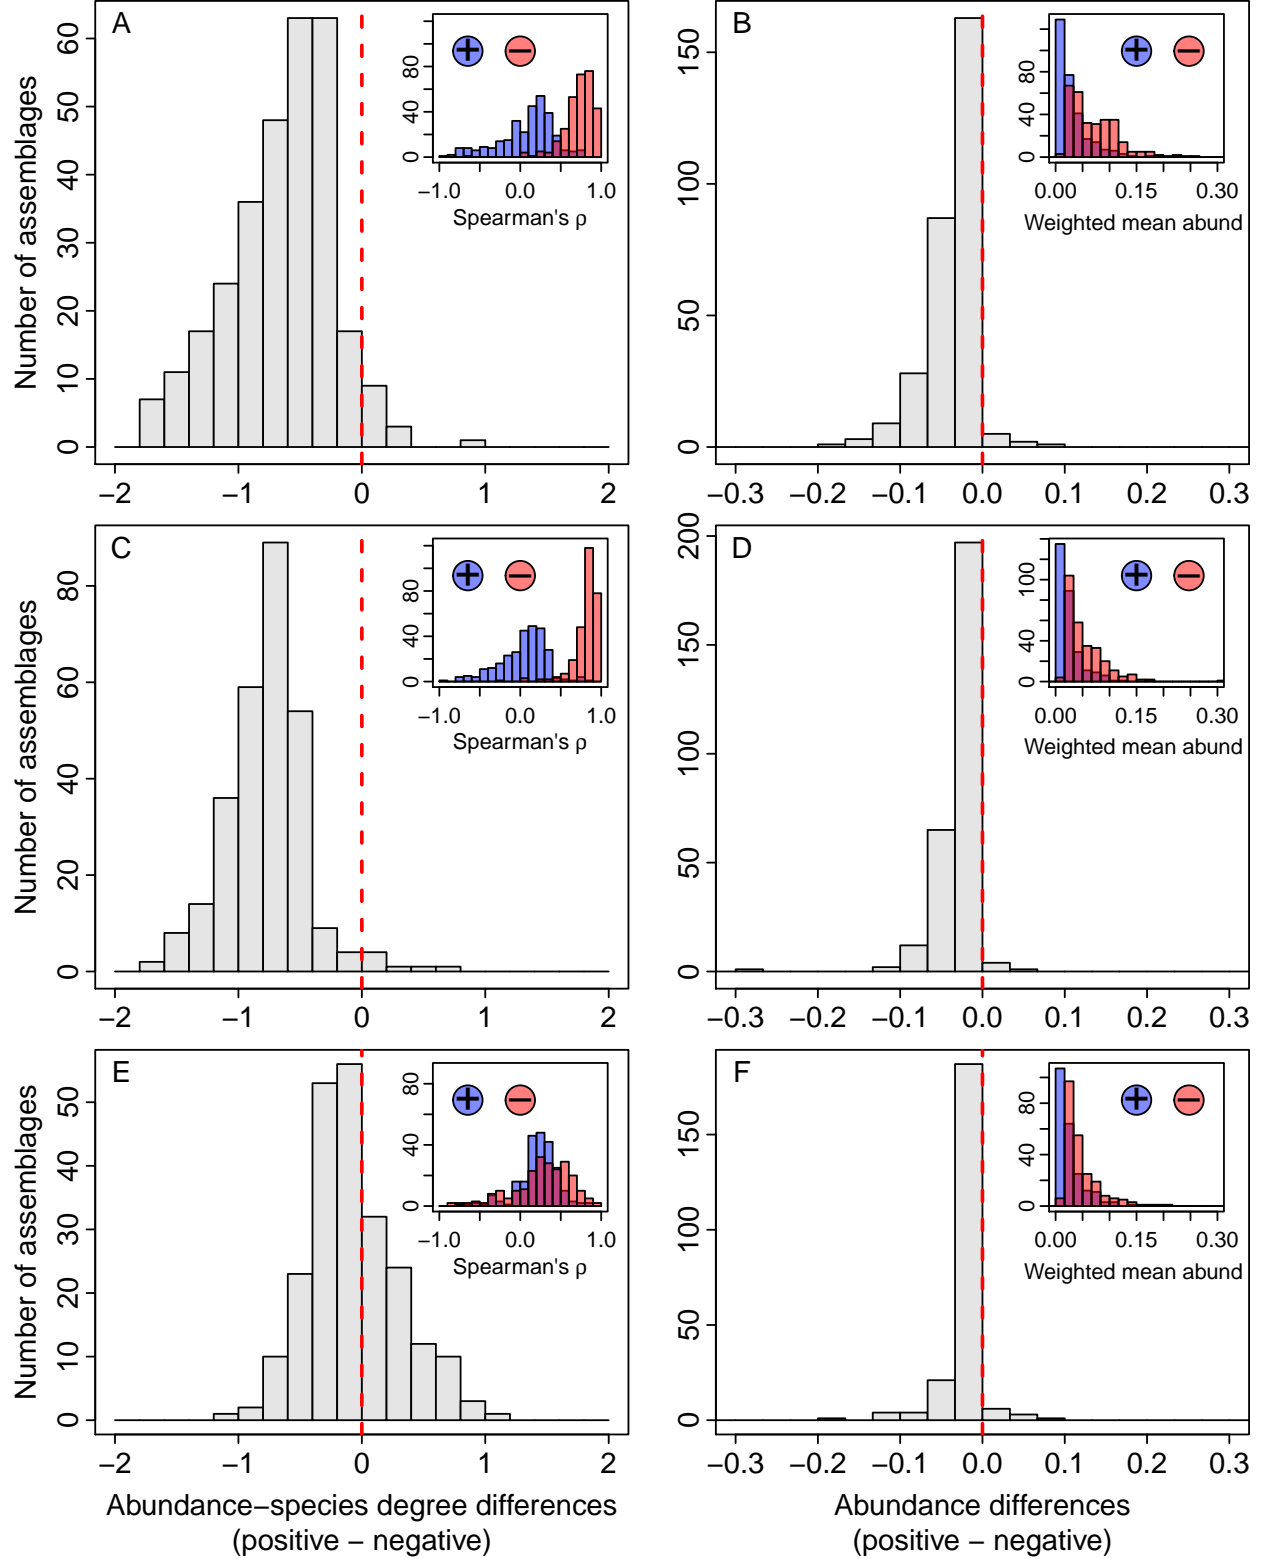 A
Number of assemblages
0 10 20 30 40 50 60
−2 −1 0 1 2
0 40 80
−1.0 0.0 1.0
Spearman's ρ
B
0 50 100 150
−0.3 −0.2 −0.1 0.0 0.1 0.2 0.3
0 40 80
0.00 0.15 0.30
Weighted mean abund
C
Number of assemblages
0 20 40 60 80
−2 −1 0 1 2
0 40 80
−1.0 0.0 1.0
Spearman's ρ
D
0 50 100 150 200
−0.3 −0.2 −0.1 0.0 0.1 0.2 0.3
0 40 100
0.00 0.15 0.30
Weighted mean abund
E
Number of assemblages
0 10 20 30 40 50
−2 −1 0 1 2
0 40 80
−1.0 0.0 1.0
Spearman's ρ
Abundance−species degree differences
(positive − negative)
F
0 50 100 150
−0.3 −0.2 −0.1 0.0 0.1 0.2 0.3
0 40 80
0.00 0.15 0.30
Weighted mean abund
Abundance differences
(positive − negative)